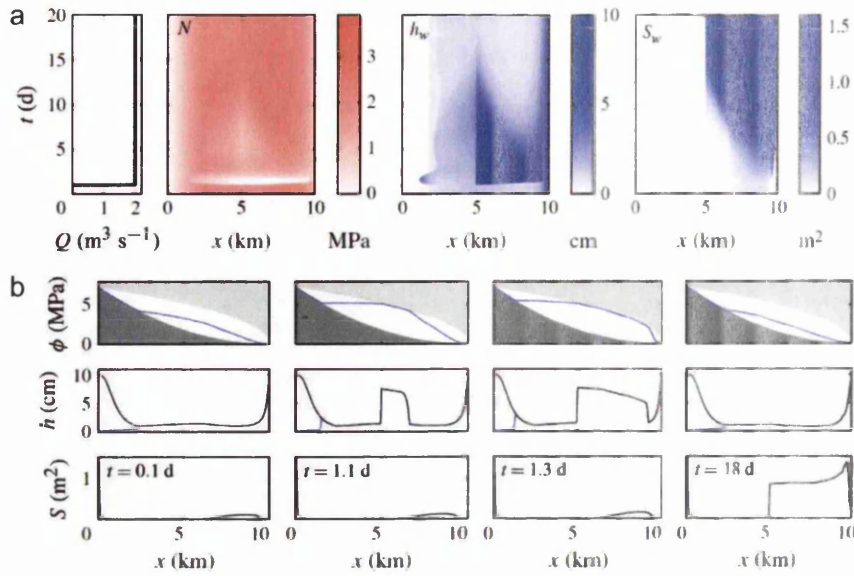 a
N
h_w
S_w
20
15
10
5
2
0
t (d)
3
2
1
0
10
5
0
1.5
1.0
0.5
0
0 1 2
0 5 10
0 5 10
0 5 10
Q (m³ s⁻¹)
x (km)
MPa
x (km)
cm
x (km)
m²
b
ϕ (MPa)
5
0
h (cm)
10
5
0
S (m²)
1
t = 0.1 d
t = 1.1 d
t = 1.3 d
t = 18 d
0 5 10
0 5 10
0 5 10
0 5 10
x (km)
x (km)
x (km)
x (km)